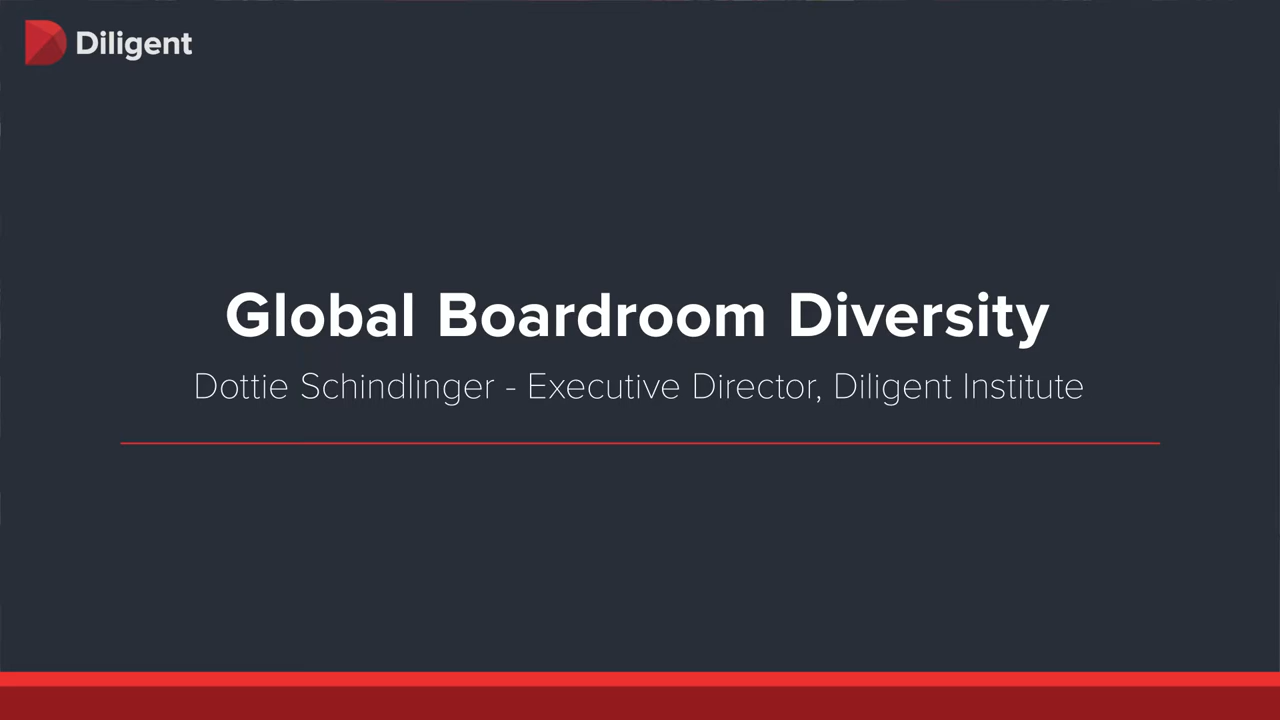 Diligent
Global Boardroom Diversity
Dottie Schindlinger - Executive Director, Diligent Institute